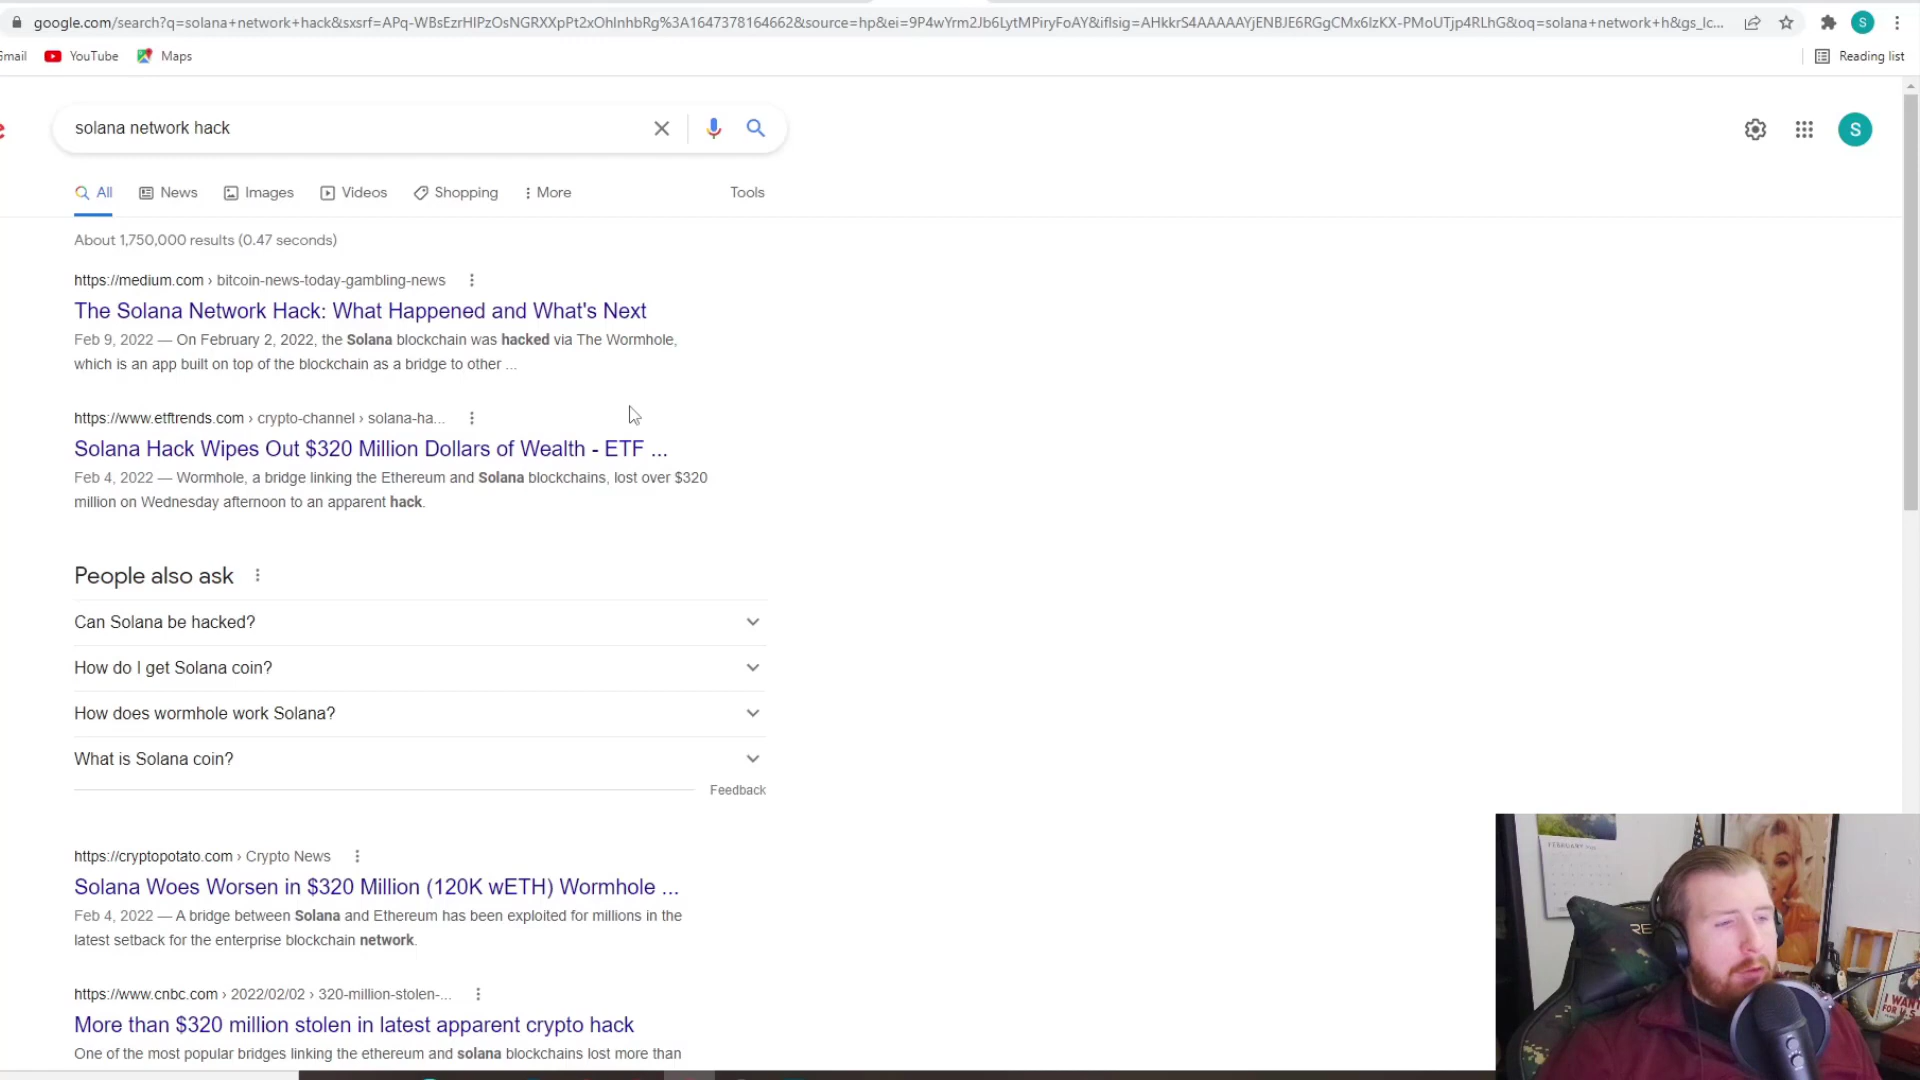 google.com/search?q=solana+network+hack&sxsrf=APq-WBsEzrHIPzOsNGRXXpPt2xOhlnhbRg%3A1647378164662&source=hp&ei=9P4wYrm2Jb6LytMPiryFoAY&iflsig=AHkkrS4AAAAAYjENBJE6RGgCMx6lzKX-PMoUTjp4RLhG&oq=solana+network+h&gs_lc...
S
Gmail
YouTube
Maps
Reading list
solana network hack
S
All
News
Images
Videos
Shopping
More
Tools
About 1,750,000 results (0.47 seconds)
https://medium.com › bitcoin-news-today-gambling-news
The Solana Network Hack: What Happened and What's Next
Feb 9, 2022 — On February 2, 2022, the Solana blockchain was hacked via The Wormhole,
which is an app built on top of the blockchain as a bridge to other ...
https://www.etftrends.com › crypto-channel › solana-ha...
Solana Hack Wipes Out $320 Million Dollars of Wealth - ETF ...
Feb 4, 2022 — Wormhole, a bridge linking the Ethereum and Solana blockchains, lost over $320
million on Wednesday afternoon to an apparent hack.
People also ask
Can Solana be hacked?
How do I get Solana coin?
How does wormhole work Solana?
What is Solana coin?
Feedback
https://cryptopotato.com › Crypto News
Solana Woes Worsen in $320 Million (120K wETH) Wormhole ...
Feb 4, 2022 — A bridge between Solana and Ethereum has been exploited for millions in the
latest setback for the enterprise blockchain network.
https://www.cnbc.com › 2022/02/02 › 320-million-stolen-...
More than $320 million stolen in latest apparent crypto hack
One of the most popular bridges linking the ethereum and solana blockchains lost more than
FEBRUARY
RE
I WANT
FOR U.S